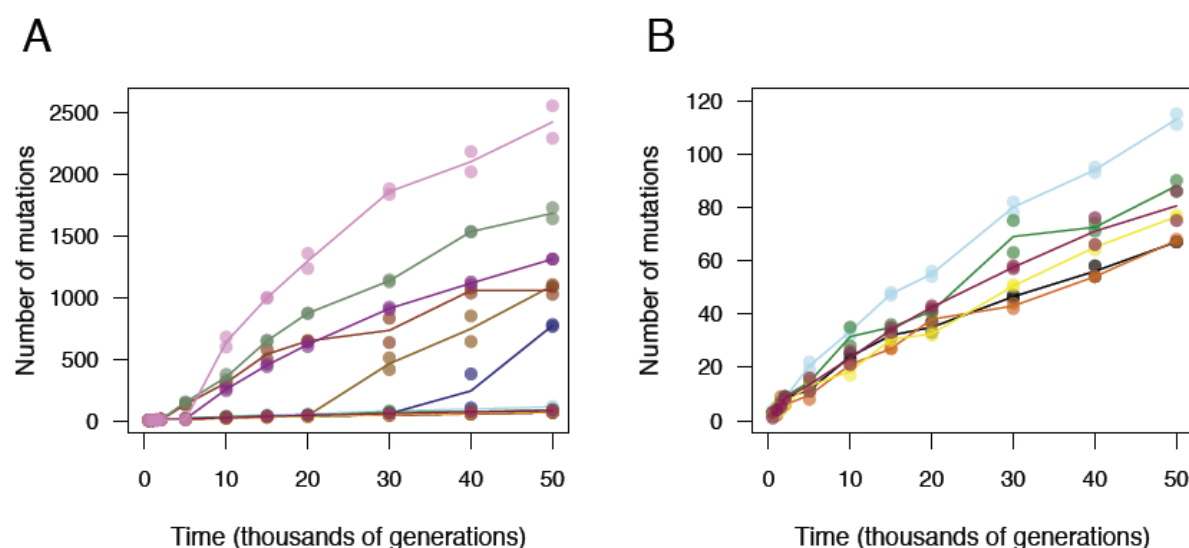 A
B
Number of mutations
2500
2000
1500
1000
500
0
0 10 20 30 40 50
Time (thousands of generations)
Number of mutations
120
100
80
60
40
20
0
0 10 20 30 40 50
Time (thousands of generations)